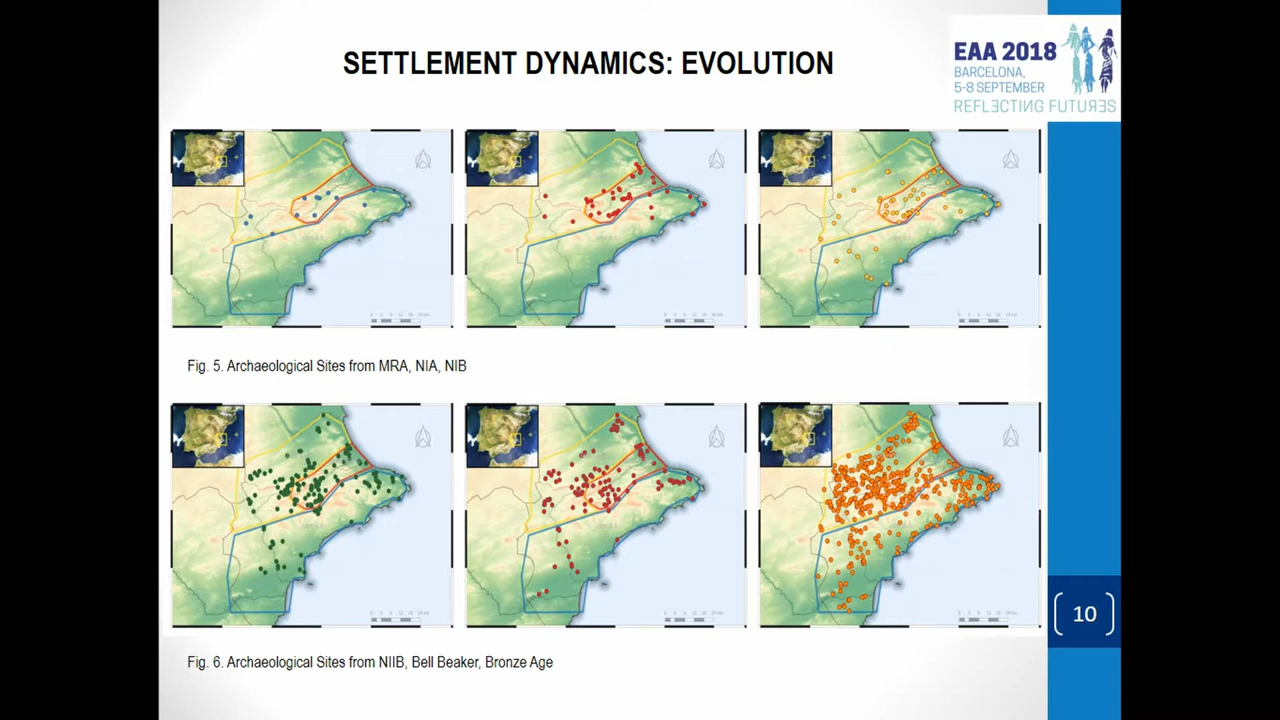 SETTLEMENT DYNAMICS: EVOLUTION
EAA 2018
BARCELONA,
5-8 SEPTEMBER
REFLECTING FUTURES
Fig. 5. Archaeological Sites from MRA, NIA, NIB
Fig. 6. Archaeological Sites from NIIB, Bell Beaker, Bronze Age
10